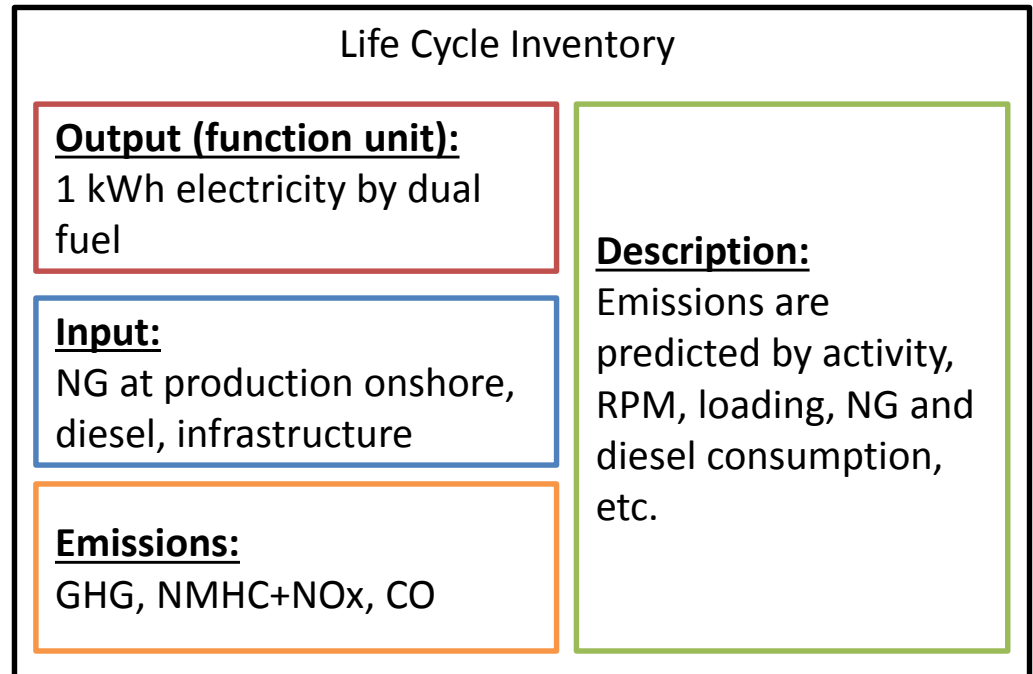 Life Cycle Inventory
Output (function unit):
1 kWh electricity by dual
fuel
Input:
NG at production onshore,
diesel, infrastructure
Emissions:
GHG, NMHC+NOx, CO
Description:
Emissions are
predicted by activity,
RPM, loading, NG and
diesel consumption,
etc.